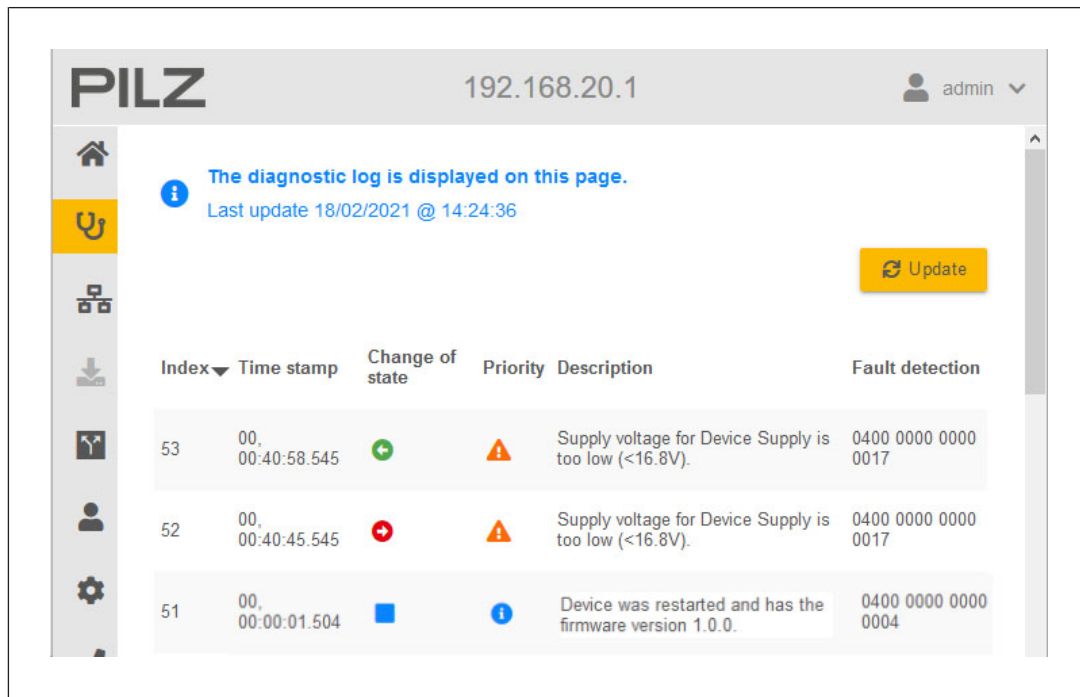 PILZ
192.168.20.1
admin
The diagnostic log is displayed on this page.
Last update 18/02/2021 @ 14:24:36
Update
Index Time stamp Change of state Priority Description Fault detection
53 00, Supply voltage for Device Supply is 0400 0000 0000
00:40:58.545 too low (<16.8V). 0017
52 00, Supply voltage for Device Supply is 0400 0000 0000
00:40:45.545 too low (<16.8V). 0017
51 00, Device was restarted and has the 0400 0000 0000
00:00:01.504 firmware version 1.0.0. 0004